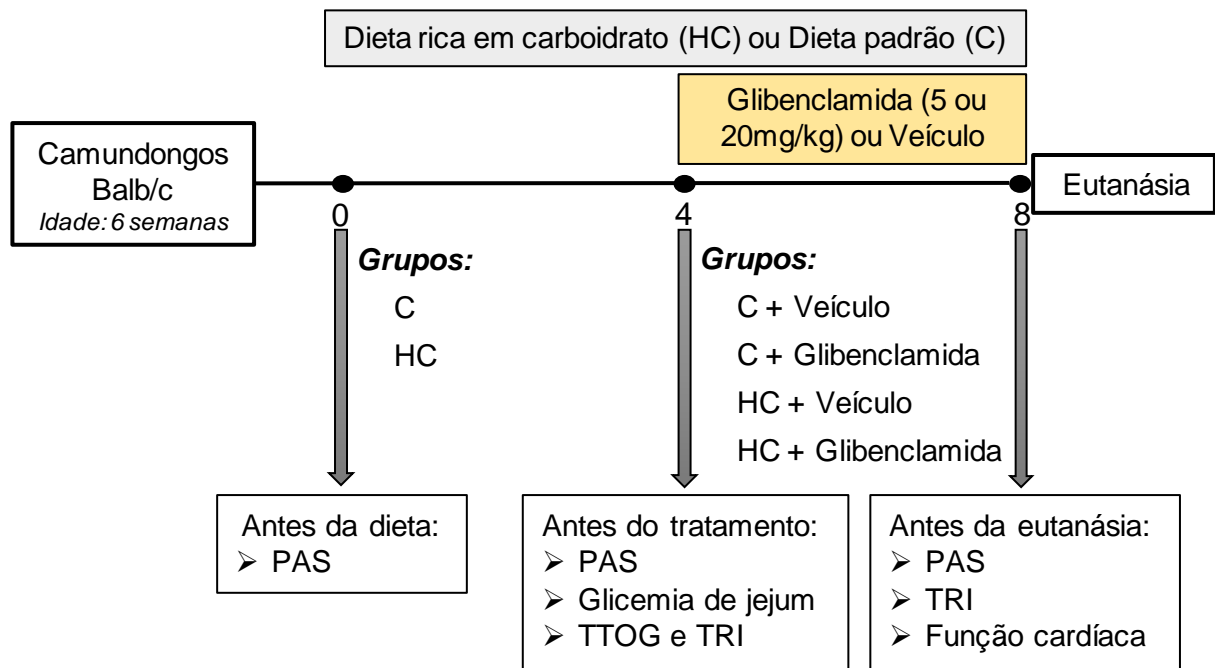 Dieta rica em carboidrato (HC) ou Dieta padrão (C)
Glibenclamida (5 ou
20mg/kg) ou Veículo
Camundongos
Balb/c
Idade: 6 semanas
Eutanásia
0
4
8
Grupos:
C
HC
Grupos:
C + Veículo
C + Glibenclamida
HC + Veículo
HC + Glibenclamida
Antes da dieta:
➢ PAS
Antes do tratamento:
➢ PAS
➢ Glicemia de jejum
➢ TTOG e TRI
Antes da eutanásia:
➢ PAS
➢ TRI
➢ Função cardíaca